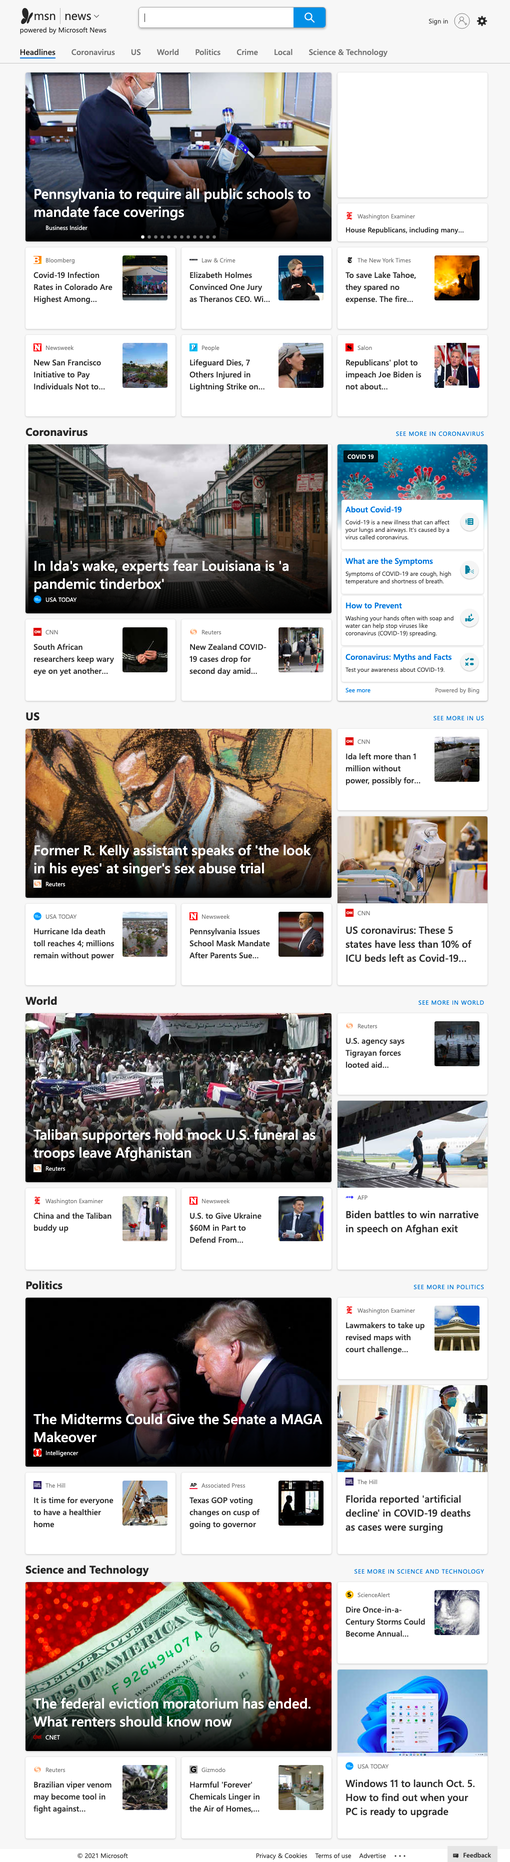 msn | news
powered by Microsoft News
Sign in
Headlines Coronavirus US World Politics Crime Local Science & Technology
Pennsylvania to require all public schools to
mandate face coverings
Business Insider
Washington Examiner
House Republicans, including many...
Bloomberg
Covid-19 Infection
Rates in Colorado Are
Highest Among...
Law & Crime
Elizabeth Holmes
Convinced One Jury
as Theranos CEO. Wi...
The New York Times
To save Lake Tahoe,
they spared no
expense. The fire...
Newsweek
New San Francisco
Initiative to Pay
Individuals Not to...
People
Lifeguard Dies, 7
Others Injured in
Lightning Strike on...
Salon
Republicans' plot to
impeach Joe Biden is
not about...
Coronavirus
SEE MORE IN CORONAVIRUS
In Ida's wake, experts fear Louisiana is 'a
pandemic tinderbox'
USA TODAY
COVID 19
About Covid-19
Covid-19 is a new illness that can affect
your lungs and airways. It's caused by a
virus called coronavirus.
What are the Symptoms
Symptoms of COVID-19 are cough, high
temperature and shortness of breath.
How to Prevent
Washing your hands often with soap and
water can help stop viruses like
coronavirus (COVID-19) spreading.
Coronavirus: Myths and Facts
Test your awareness about COVID-19.
See more
Powered by Bing
CNN
South African
researchers keep wary
eye on yet another...
Reuters
New Zealand COVID-
19 cases drop for
second day amid...
US
SEE MORE IN US
Former R. Kelly assistant speaks of 'the look
in his eyes' at singer's sex abuse trial
Reuters
CNN
Ida left more than 1
million without
power, possibly for...
CNN
US coronavirus: These 5
states have less than 10% of
ICU beds left as Covid-19...
USA TODAY
Hurricane Ida death
toll reaches 4; millions
remain without power
Newsweek
Pennsylvania Issues
School Mask Mandate
After Parents Sue...
World
SEE MORE IN WORLD
Taliban supporters hold mock U.S. funeral as
troops leave Afghanistan
Reuters
Reuters
U.S. agency says
Tigrayan forces
looted aid...
AFP
Biden battles to win narrative
in speech on Afghan exit
Washington Examiner
China and the Taliban
buddy up
Newsweek
U.S. to Give Ukraine
$60M in Part to
Defend From...
Politics
SEE MORE IN POLITICS
The Midterms Could Give the Senate a MAGA
Makeover
Intelligencer
Washington Examiner
Lawmakers to take up
revised maps with
court challenge...
The Hill
Florida reported 'artificial
decline' in COVID-19 deaths
as cases were surging
The Hill
It is time for everyone
to have a healthier
home
Associated Press
Texas GOP voting
changes on cusp of
going to governor
Science and Technology
SEE MORE IN SCIENCE AND TECHNOLOGY
F 92649407 A
The federal eviction moratorium has ended.
What renters should know now
CNET
ScienceAlert
Dire Once-in-a-
Century Storms Could
Become Annual...
USA TODAY
Windows 11 to launch Oct. 5.
How to find out when your
PC is ready to upgrade
Reuters
Brazilian viper venom
may become tool in
fight against...
Gizmodo
Harmful 'Forever'
Chemicals Linger in
the Air of Homes,...
© 2021 Microsoft
Privacy & Cookies Terms of use Advertise ...
Feedback